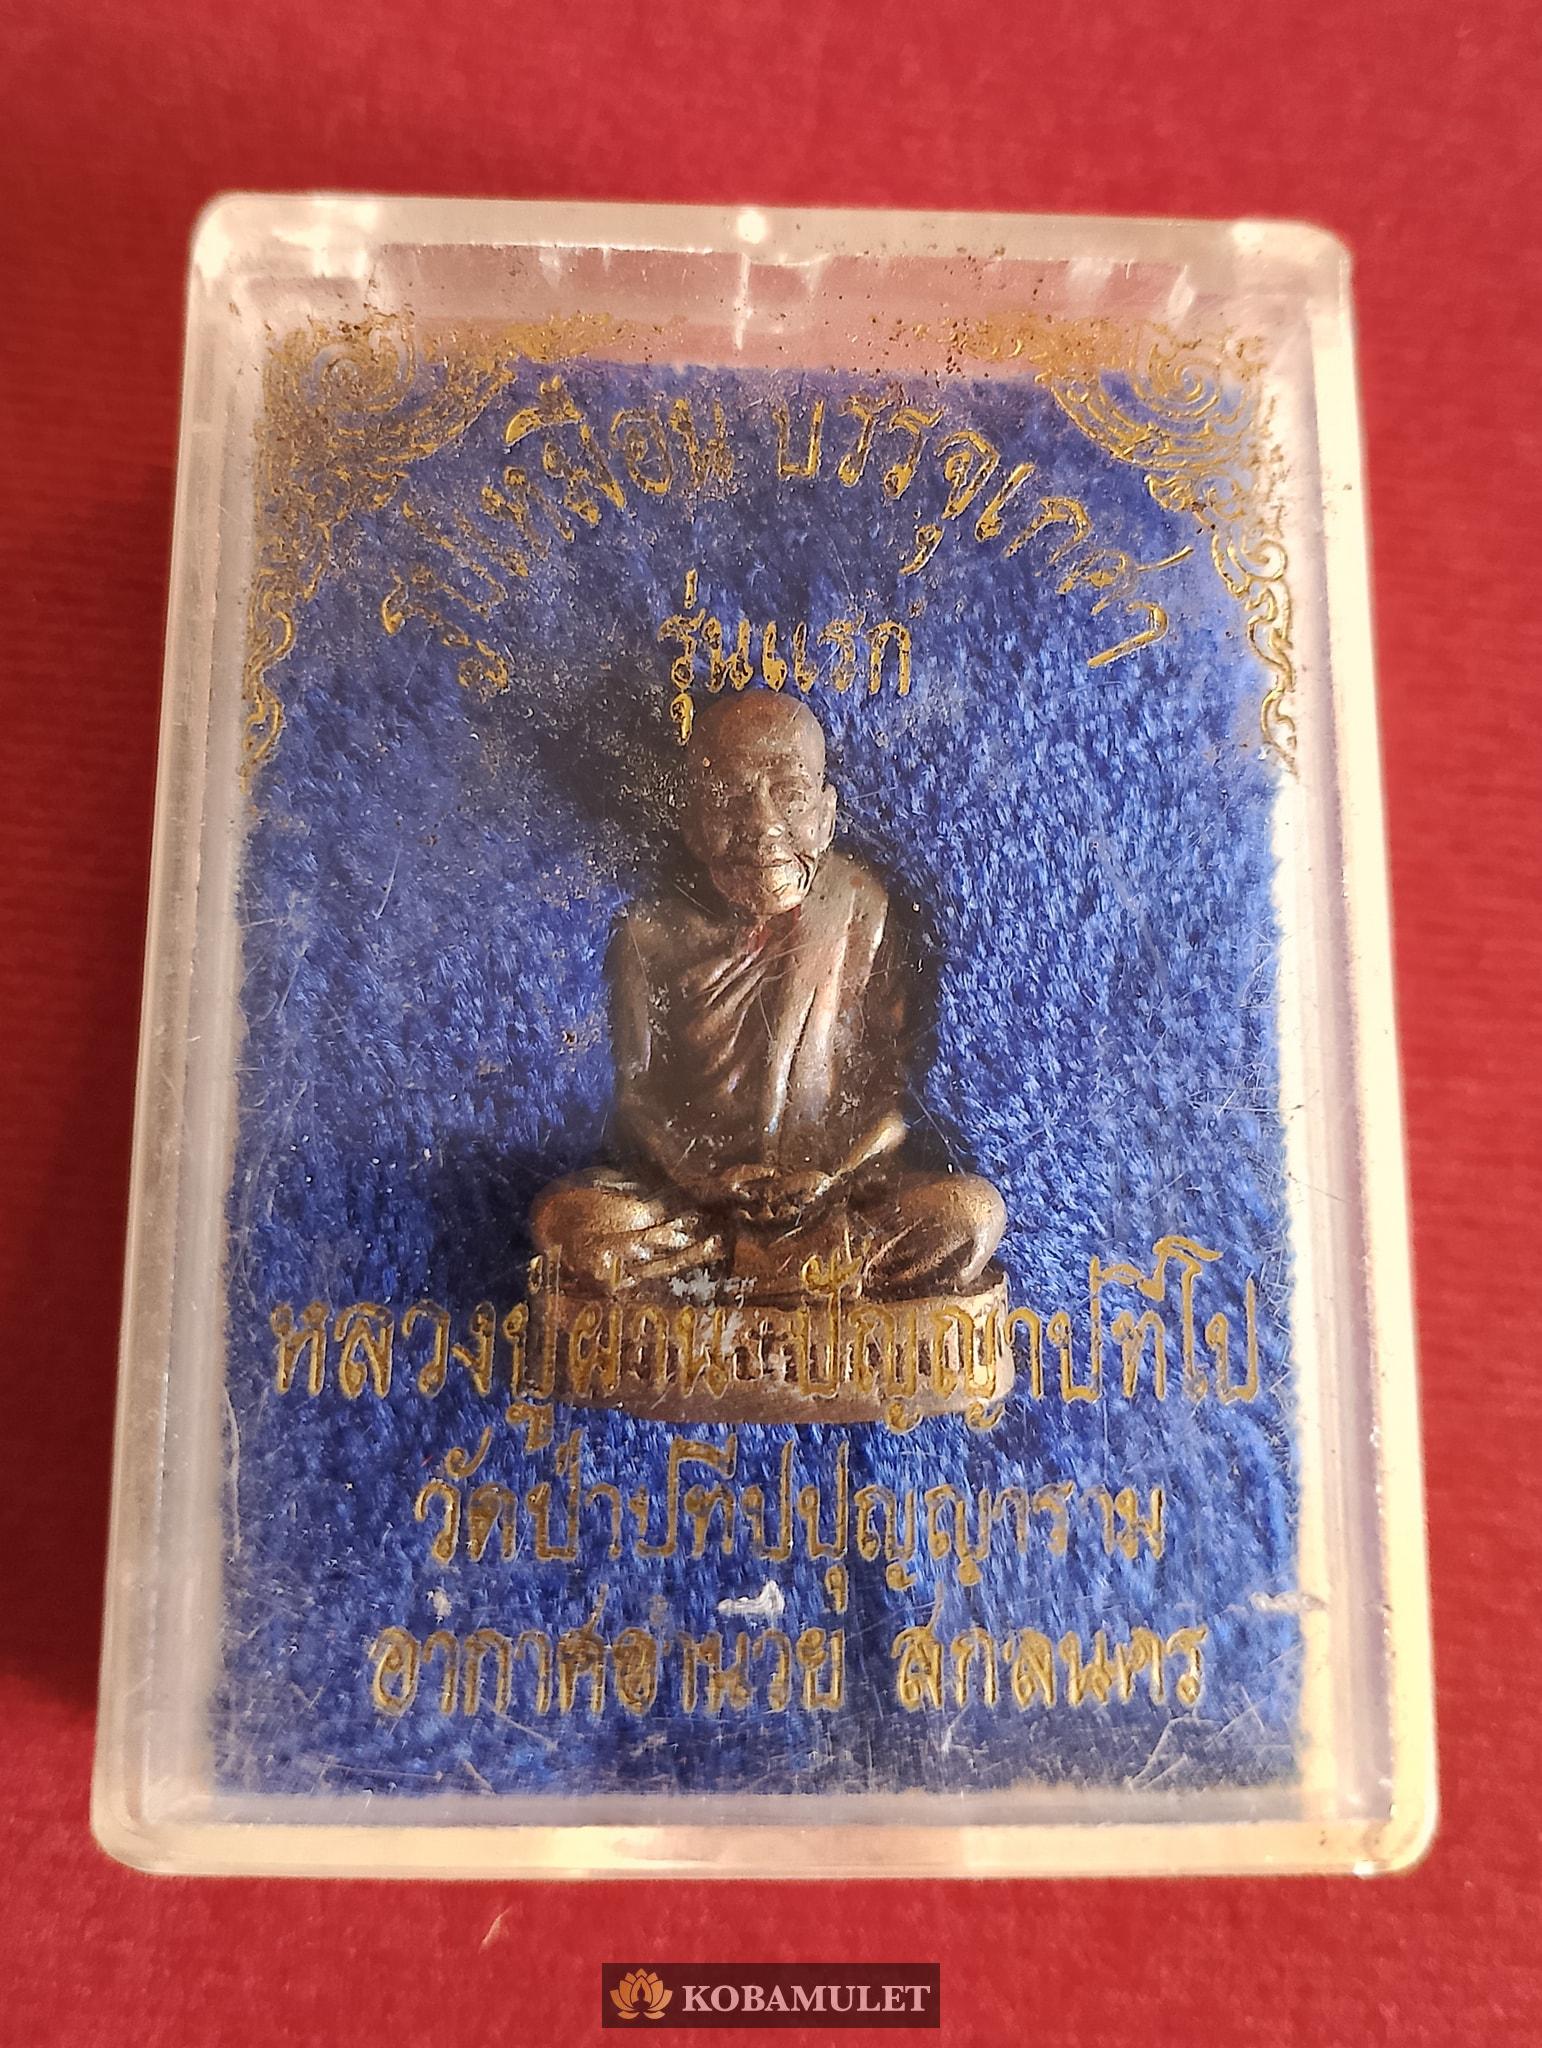 รูปเหมือน บรรจุเกศา
รุ่นแรก
หลวงปู่ผ่าน ปัญญาปทีโป
วัดป่าปทีปปุญญาราม
อากาศอำนวย สกลนคร
KOBAMULET